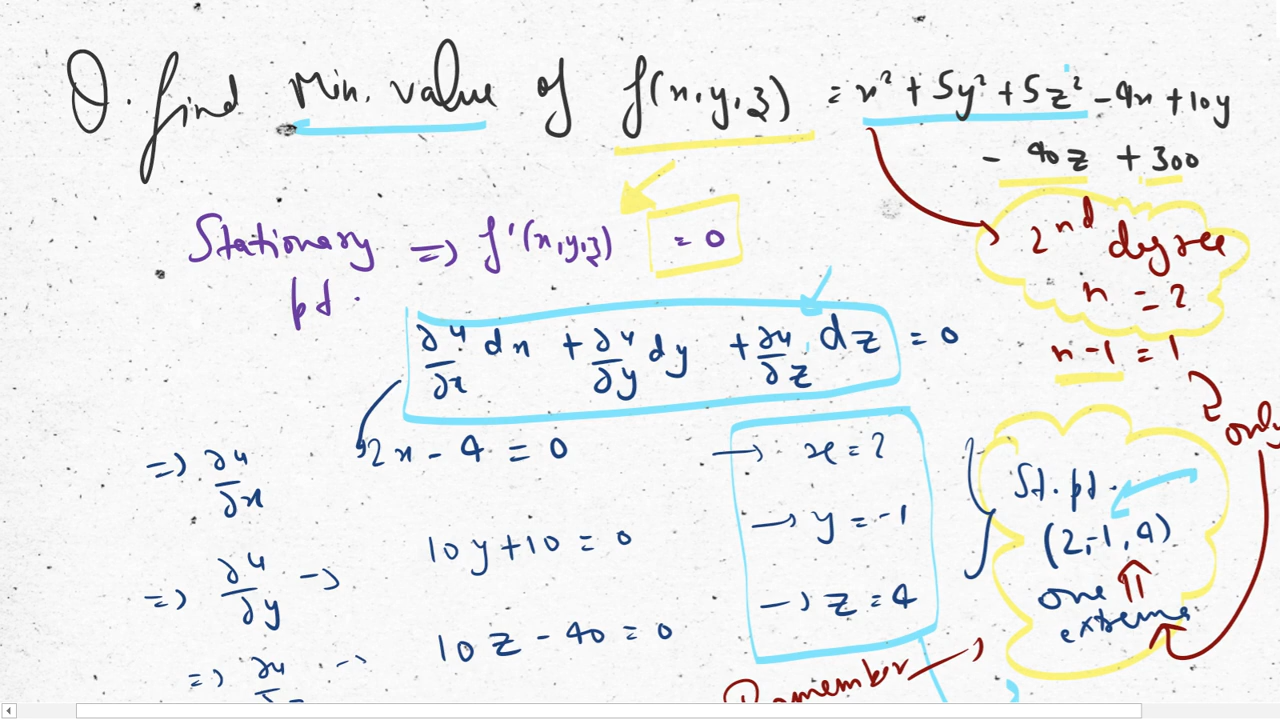 Q. find Min. value of f(x,y,z) = x² + 5y² + 5z² - 4x + 10y
- 40z + 300
Stationary pt. => f'(x,y,z) = 0
2nd degree
n = 2
n-1 = 1
only
∂u/∂x dx + ∂u/∂y dy + ∂u/∂z dz = 0
=> ∂u/∂x 2x - 4 = 0
→ x = 2
=> ∂u/∂y → 10y + 10 = 0
→ y = -1
=> ∂u → 10z - 40 = 0
→ z = 4
St. pt.
(2,-1,4)
one
extreme
Remember